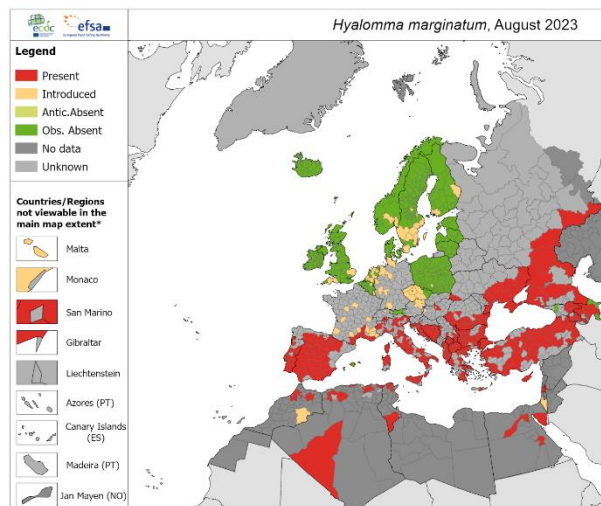 ecdc
efsa
European Food Safety Authority
Hyalomma marginatum, August 2023
Legend
Present
Introduced
Antic.Absent
Obs. Absent
No data
Unknown
Countries/Regions
not viewable in the
main map extent*
Malta
Monaco
San Marino
Gibraltar
Liechtenstein
Azores (PT)
Canary Islands
(ES)
Madeira (PT)
Jan Mayen (NO)